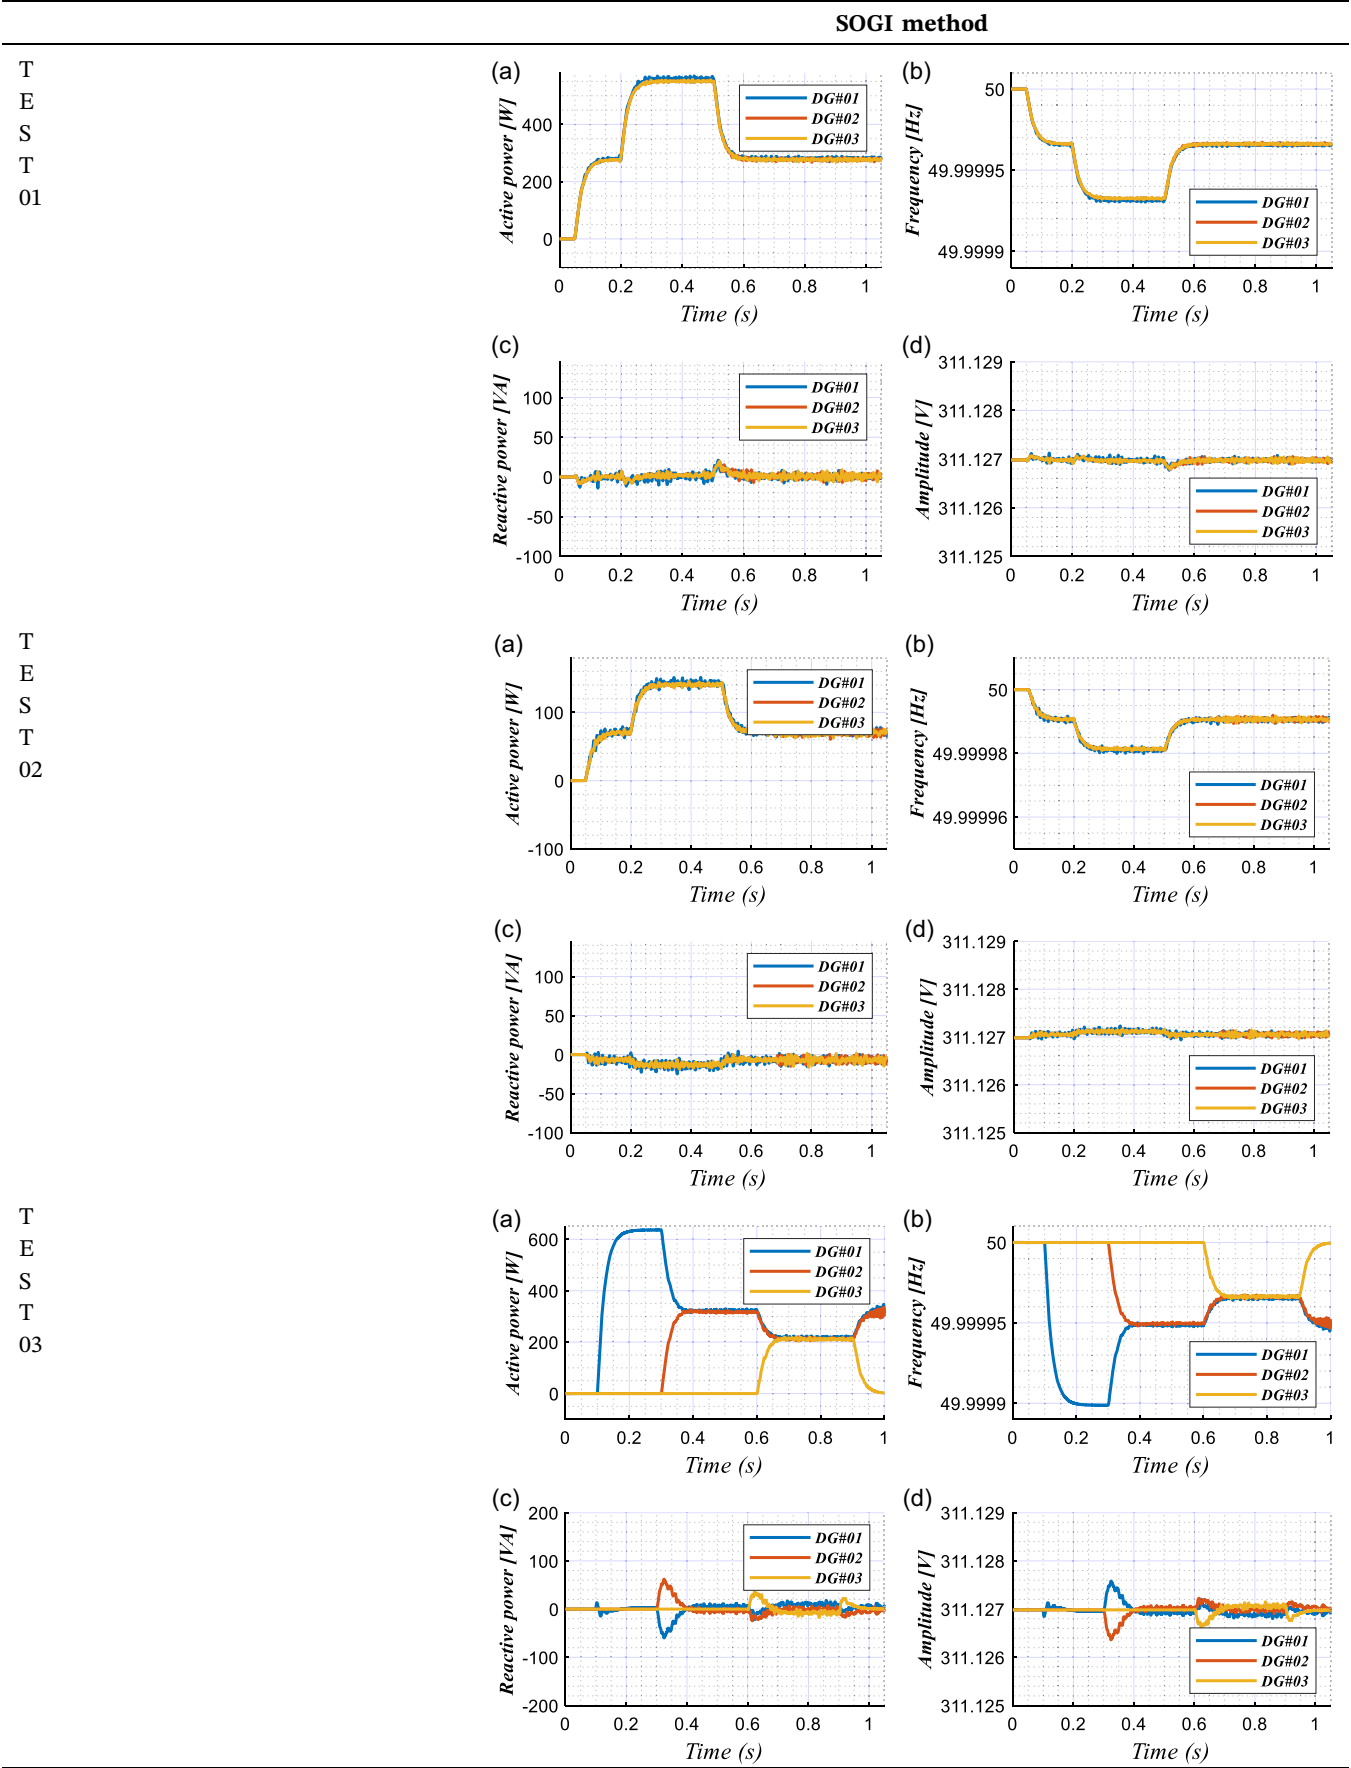 SOGI method
T
E
S
T
01
(a)
Active power [W]
400
200
0
DG#01
DG#02
DG#03
0 0.2 0.4 0.6 0.8 1
Time (s)
(b)
Frequency [Hz]
50
49.99995
49.9999
DG#01
DG#02
DG#03
0 0.2 0.4 0.6 0.8 1
Time (s)
(c)
Reactive power [VA]
100
50
0
-50
-100
DG#01
DG#02
DG#03
0 0.2 0.4 0.6 0.8 1
Time (s)
(d)
Amplitude [V]
311.129
311.128
311.127
311.126
311.125
DG#01
DG#02
DG#03
0 0.2 0.4 0.6 0.8 1
Time (s)
T
E
S
T
02
(a)
Active power [W]
100
0
-100
DG#01
DG#02
DG#03
0 0.2 0.4 0.6 0.8 1
Time (s)
(b)
Frequency [Hz]
50
49.99998
49.99996
DG#01
DG#02
DG#03
0 0.2 0.4 0.6 0.8 1
Time (s)
(c)
Reactive power [VA]
100
50
0
-50
-100
DG#01
DG#02
DG#03
0 0.2 0.4 0.6 0.8 1
Time (s)
(d)
Amplitude [V]
311.129
311.128
311.127
311.126
311.125
DG#01
DG#02
DG#03
0 0.2 0.4 0.6 0.8 1
Time (s)
T
E
S
T
03
(a)
Active power [W]
600
400
200
0
DG#01
DG#02
DG#03
0 0.2 0.4 0.6 0.8 1
Time (s)
(b)
Frequency [Hz]
50
49.99995
49.9999
DG#01
DG#02
DG#03
0 0.2 0.4 0.6 0.8 1
Time (s)
(c)
Reactive power [VA]
200
100
0
-100
-200
DG#01
DG#02
DG#03
0 0.2 0.4 0.6 0.8 1
Time (s)
(d)
Amplitude [V]
311.129
311.128
311.127
311.126
311.125
DG#01
DG#02
DG#03
0 0.2 0.4 0.6 0.8 1
Time (s)